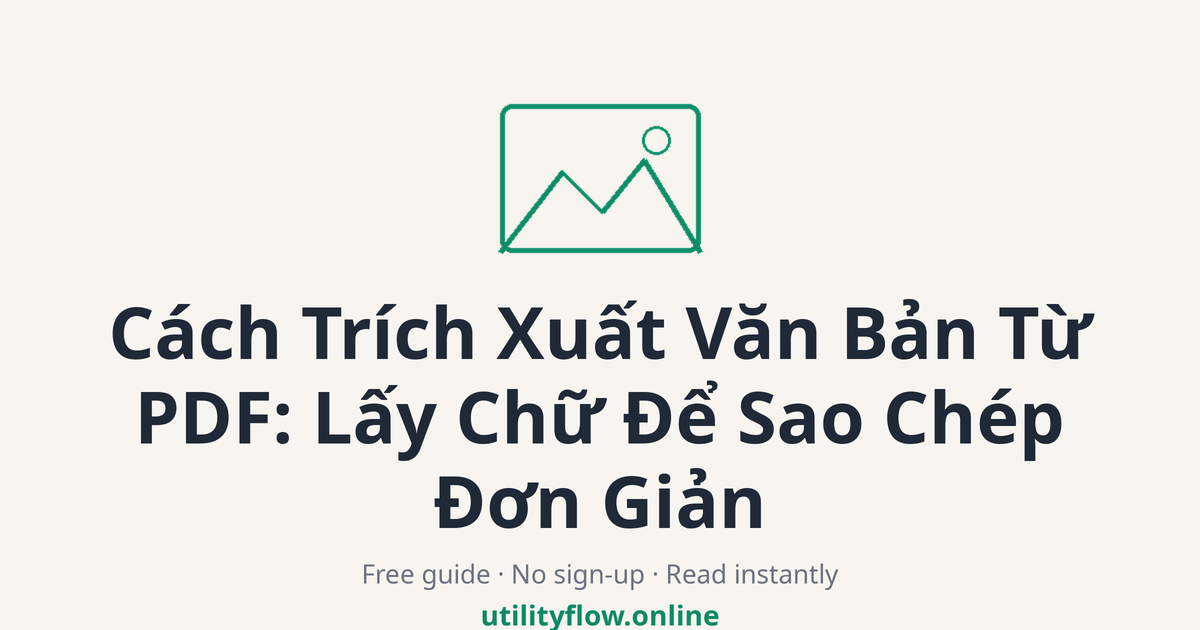 Cách Trích Xuất Văn Bản Từ
PDF: Lấy Chữ Để Sao Chép
Đơn Giản
Free guide · No sign-up · Read instantly
utilityflow.online